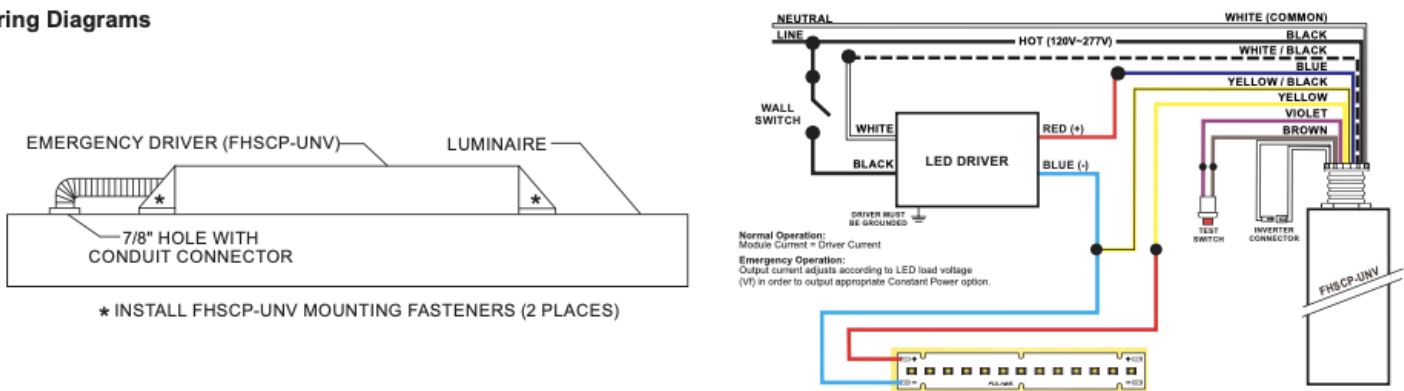 ring Diagrams
EMERGENCY DRIVER (FHSCP-UNV)
LUMINAIRE
*
*
7/8" HOLE WITH
CONDUIT CONNECTOR
* INSTALL FHSCP-UNV MOUNTING FASTENERS (2 PLACES)
NEUTRAL
WHITE (COMMON)
LINE
BLACK
HOT (120V~277V)
WHITE / BLACK
BLUE
YELLOW / BLACK
YELLOW
VIOLET
BROWN
WALL
SWITCH
WHITE
RED (+)
LED DRIVER
BLACK
BLUE (-)
DRIVER MUST
BE GROUNDED
TEST
SWITCH
INVERTER
CONNECTOR
Normal Operation:
Module Current = Driver Current
Emergency Operation:
Output current adjusts according to LED load voltage
(Vf) in order to output appropriate Constant Power option.
FHSCP-UNV
+
+
-
-
FULHAM